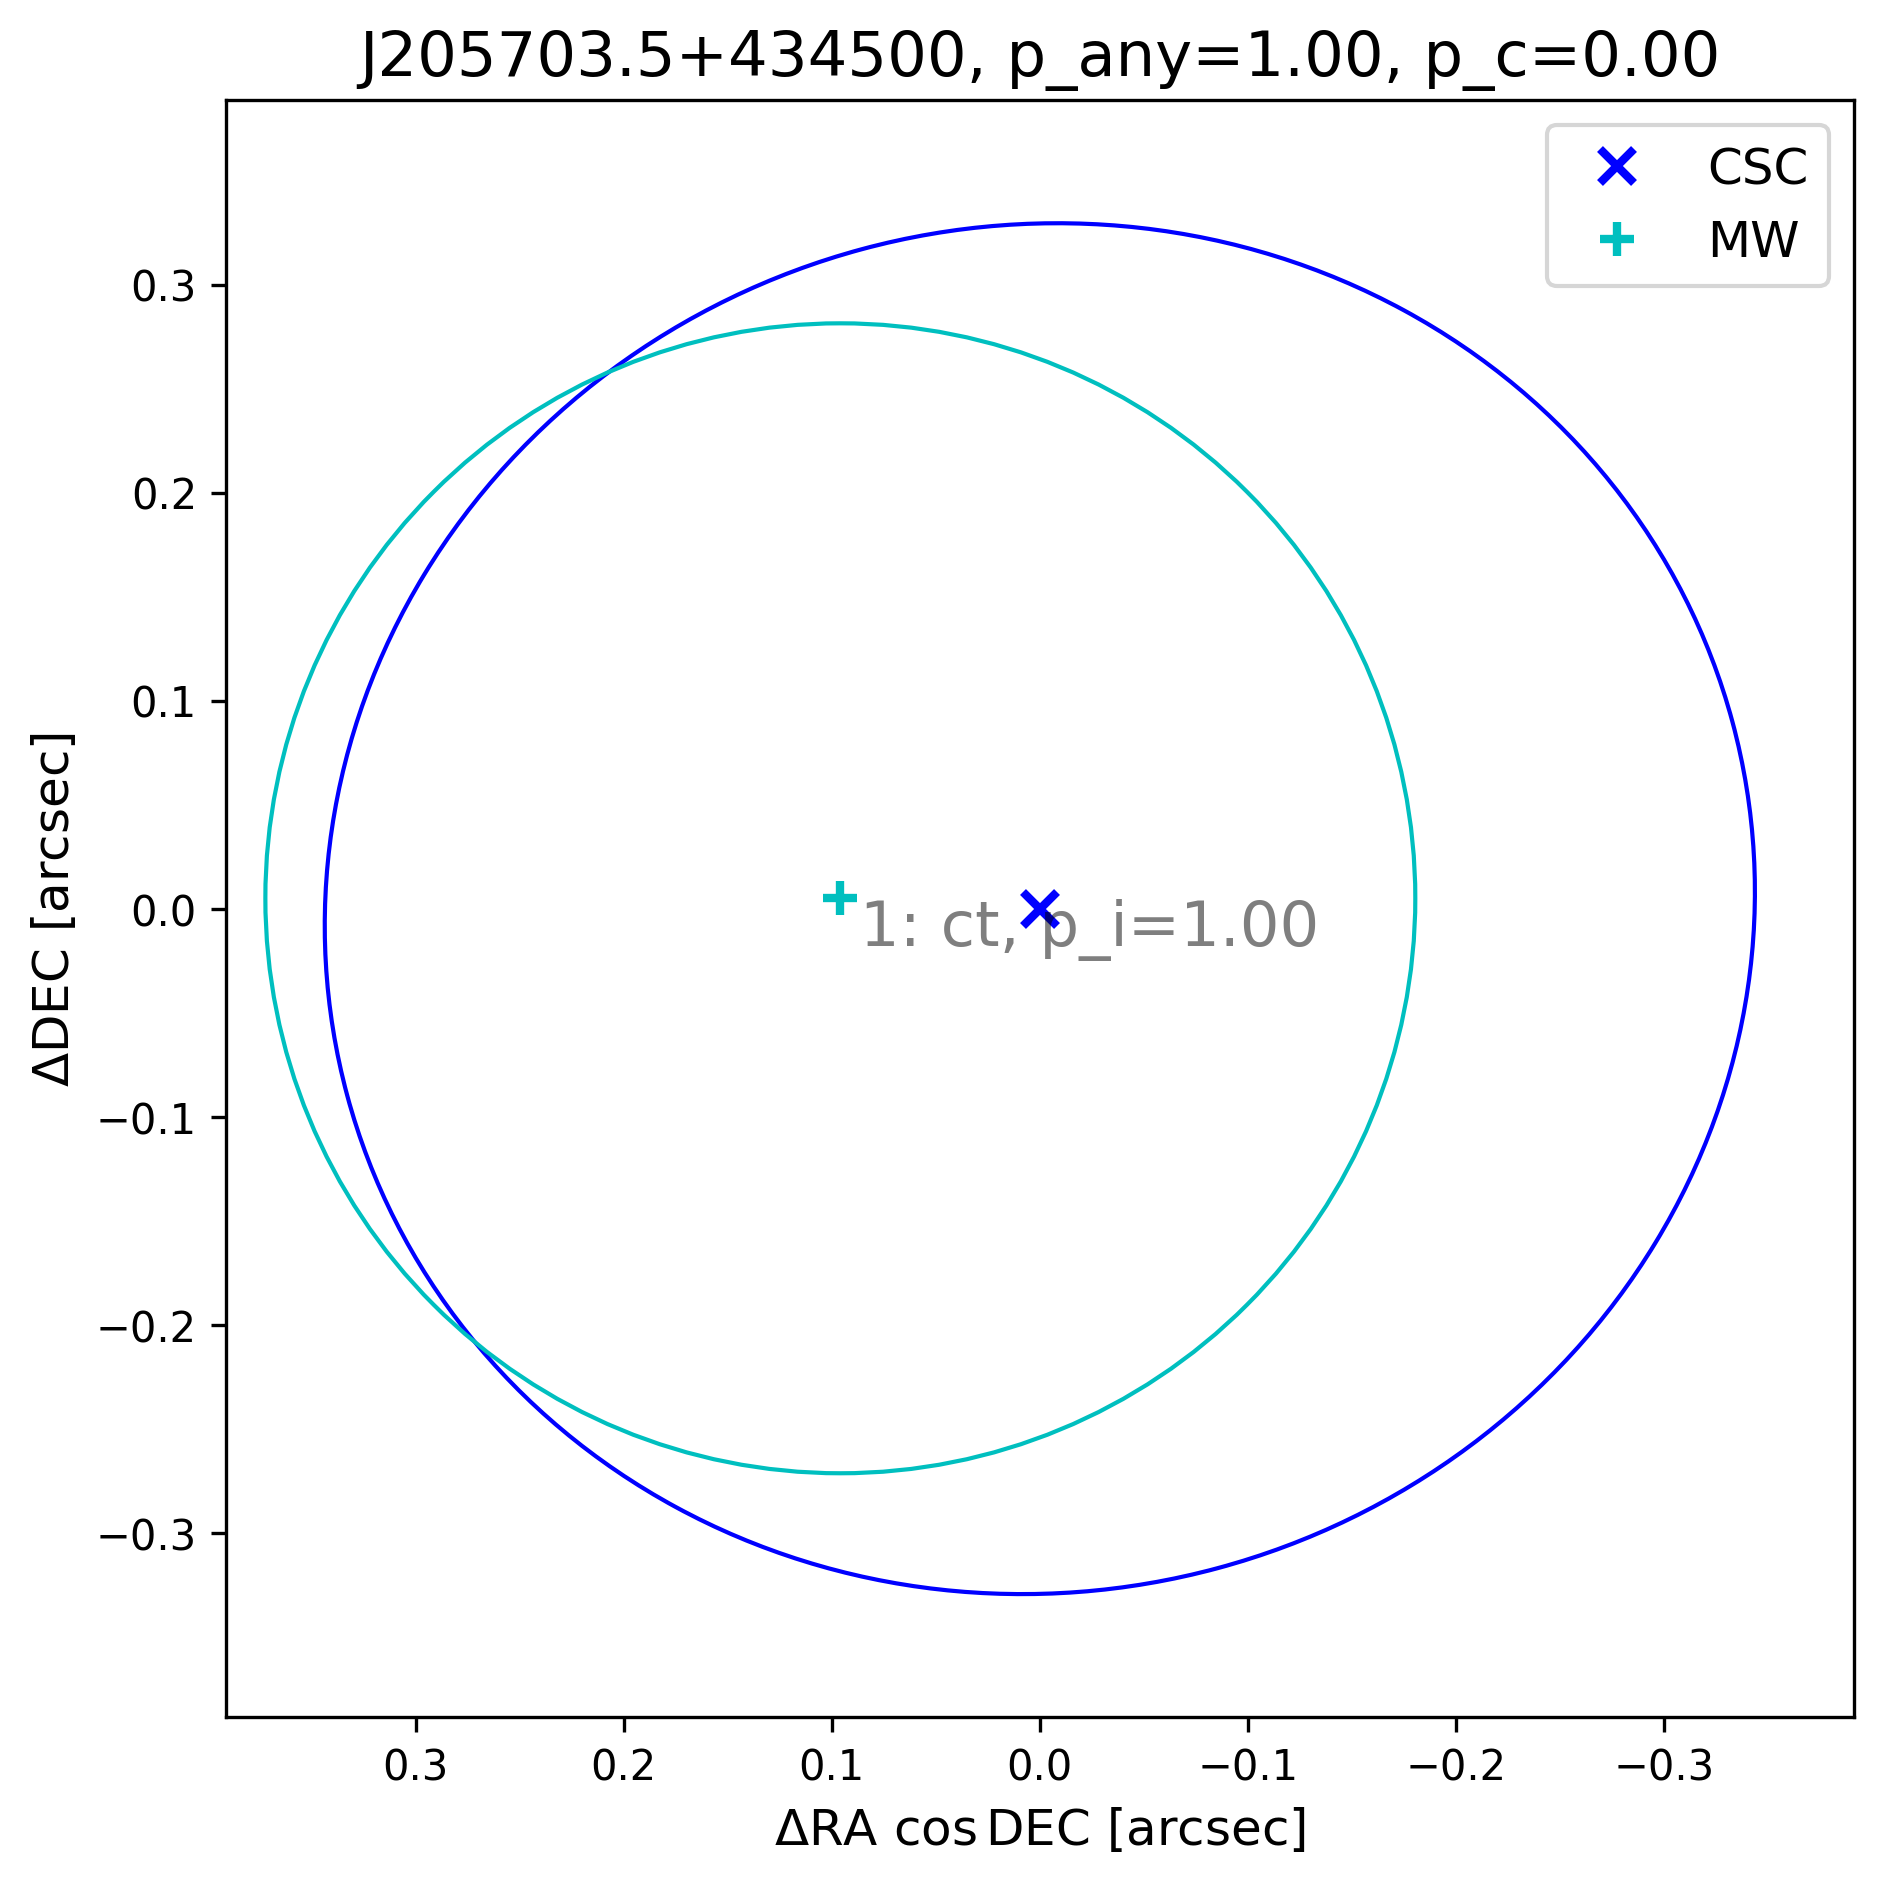 J205703.5+434500, p_any=1.00, p_c=0.00
CSC
MW
0.3
0.2
0.1
0.0
−0.1
−0.2
−0.3
ΔDEC [arcsec]
1: ct, p_i=1.00
0.3
0.2
0.1
0.0
−0.1
−0.2
−0.3
ΔRA cos DEC [arcsec]